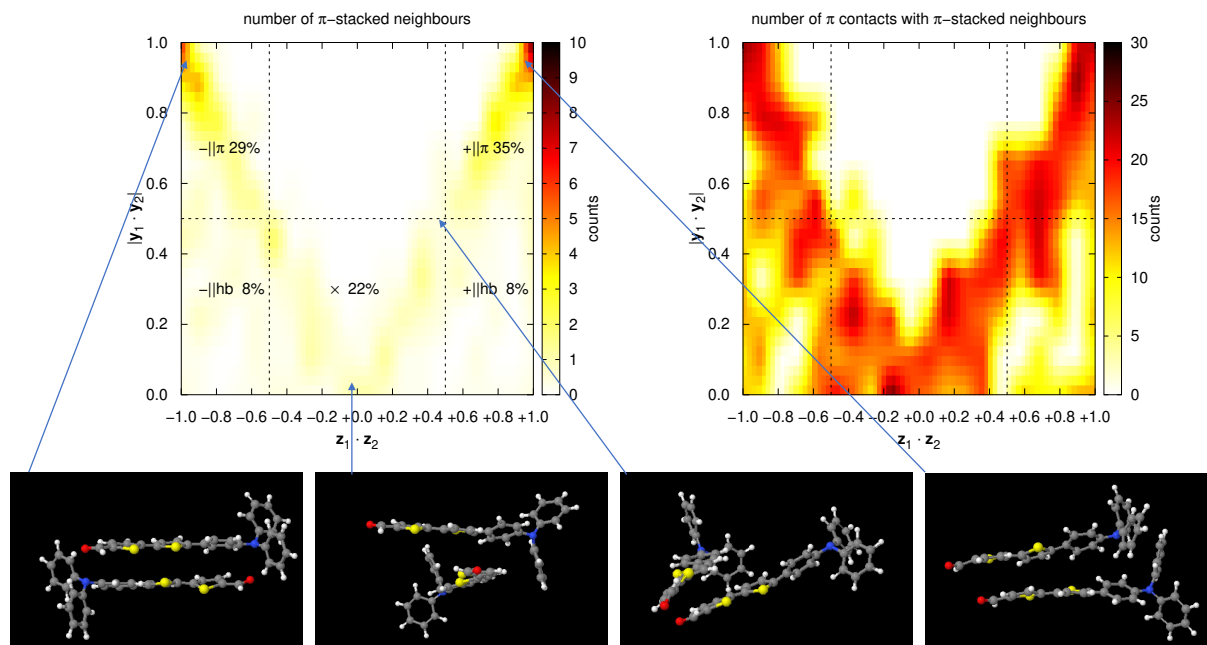 number of π−stacked neighbours
1.0
0.8
0.6
0.4
0.2
0.0
|y₁ · y₂|
−||π 29%
+||π 35%
−||hb 8%
× 22%
+||hb 8%
−1.0 −0.8 −0.6 −0.4 −0.2 +0.0 +0.2 +0.4 +0.6 +0.8 +1.0
z₁ · z₂
10
9
8
7
6
5
4
3
2
1
0
counts
number of π contacts with π−stacked neighbours
1.0
0.8
0.6
0.4
0.2
0.0
|y₁ · y₂|
−1.0 −0.8 −0.6 −0.4 −0.2 +0.0 +0.2 +0.4 +0.6 +0.8 +1.0
z₁ · z₂
30
25
20
15
10
5
0
counts